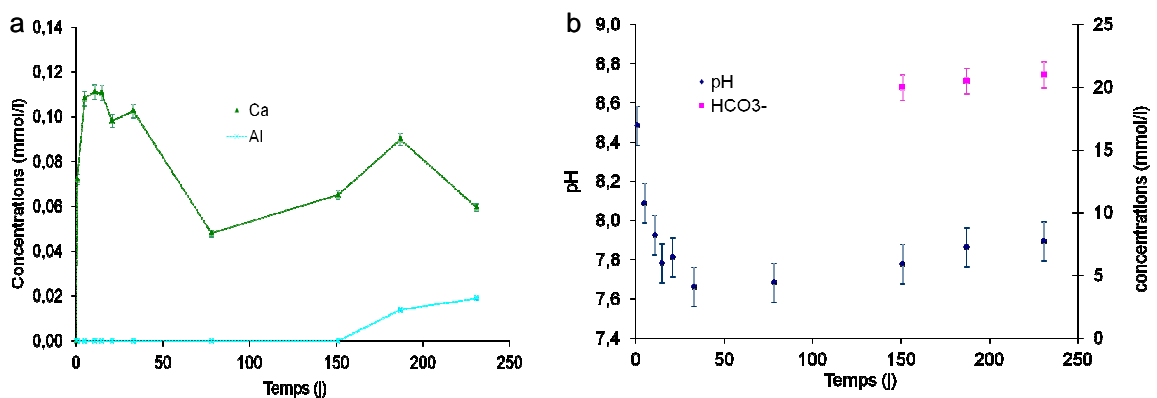 a
0,14
0,12
0,10
0,08
0,06
0,04
0,02
0,00
Concentrations (mmol/l)
Ca
Al
0 50 100 150 200 250
Temps (j)
b
9,0
8,8
8,6
8,4
8,2
8,0
7,8
7,6
7,4
pH
pH
HCO3-
25
20
15
10
5
0
concentrations (mmol/l)
0 50 100 150 200 250
Temps (j)